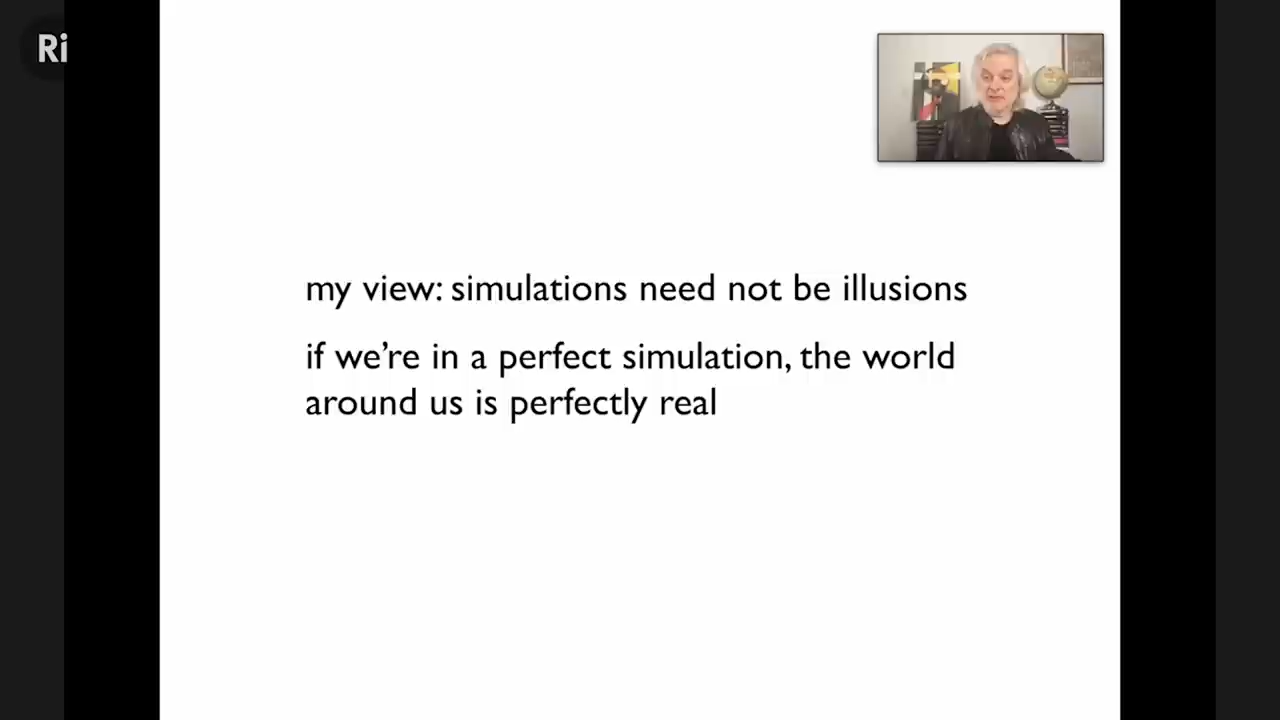 Ri
my view: simulations need not be illusions
if we're in a perfect simulation, the world
around us is perfectly real